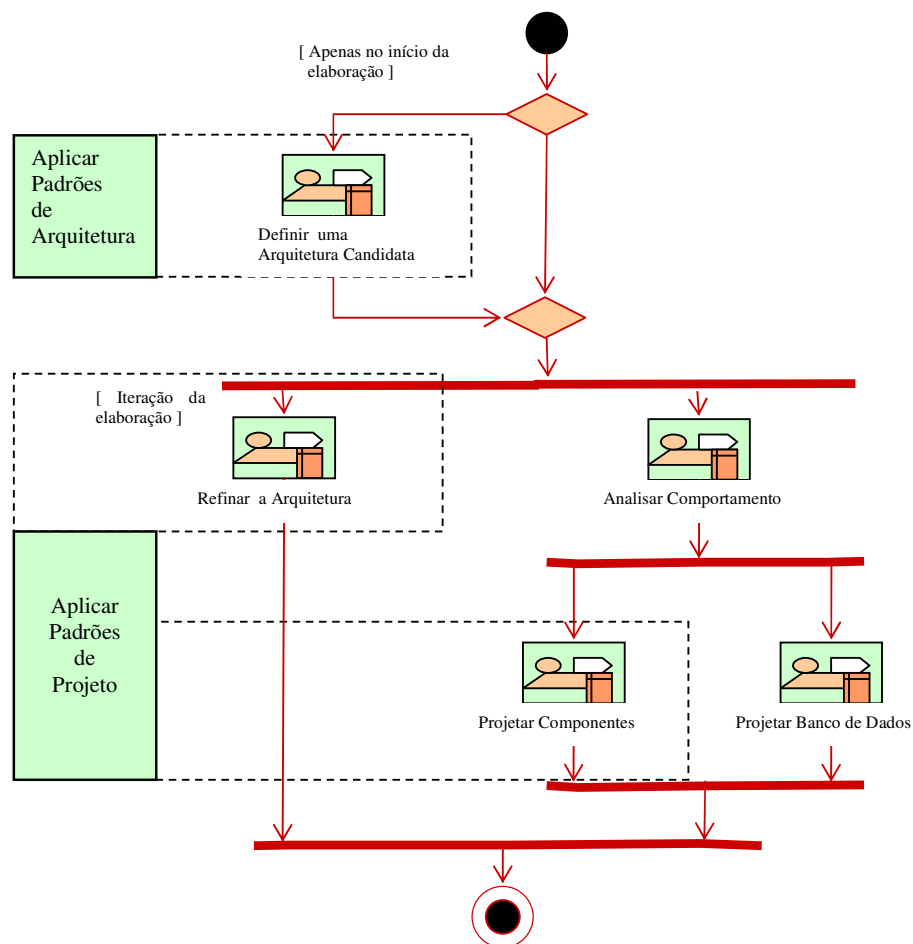 [ Apenas no início da
elaboração ]
Aplicar
Padrões
de
Arquitetura
Definir uma
Arquitetura Candidata
[ Iteração da
elaboração ]
Refinar a Arquitetura
Analisar Comportamento
Aplicar
Padrões
de
Projeto
Projetar Componentes
Projetar Banco de Dados